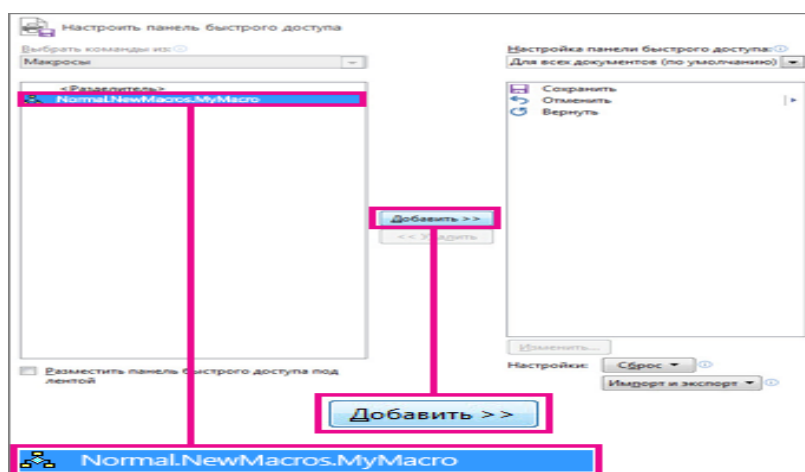 Настроить панель быстрого доступа
Выбрать команды из:
Макросы
<Разделитель>
Normal.NewMacros.MyMacro
Добавить >>
<< Удалить
Разместить панель быстрого доступа под
лентой
Настройка панели быстрого доступа:
Для всех документов (по умолчанию)
Сохранить
Отменить
Вернуть
Изменить...
Настройки:
Сброс
Импорт и экспорт
Добавить >>
Normal.NewMacros.MyMacro